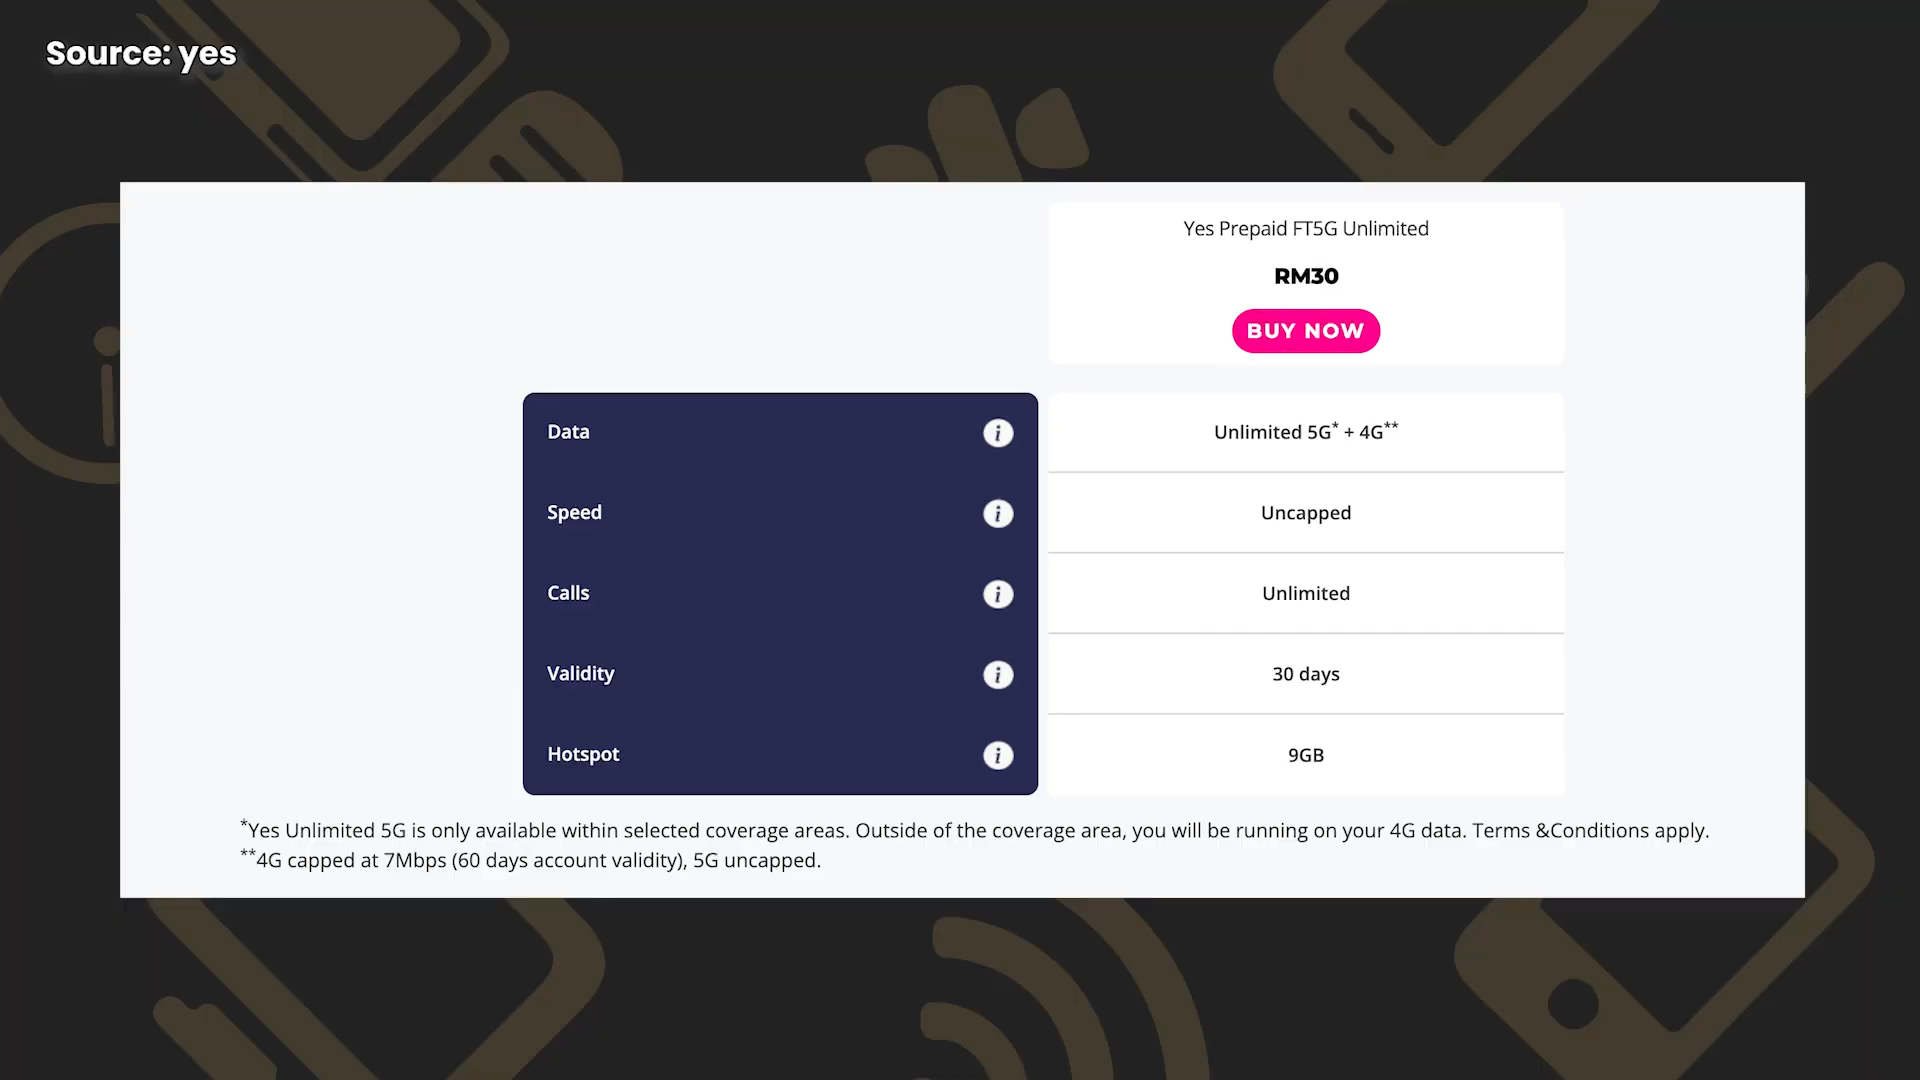 Source: yes
Yes Prepaid FT5G Unlimited
RM30
BUY NOW
Data
Unlimited 5G* + 4G**
Speed
Uncapped
Calls
Unlimited
Validity
30 days
Hotspot
9GB
*Yes Unlimited 5G is only available within selected coverage areas. Outside of the coverage area, you will be running on your 4G data. Terms &Conditions apply.
**4G capped at 7Mbps (60 days account validity), 5G uncapped.